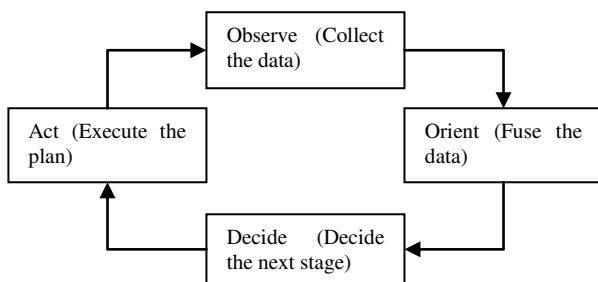 Observe (Collect
the data)
Act (Execute the
plan)
Orient (Fuse the
data)
Decide (Decide
the next stage)